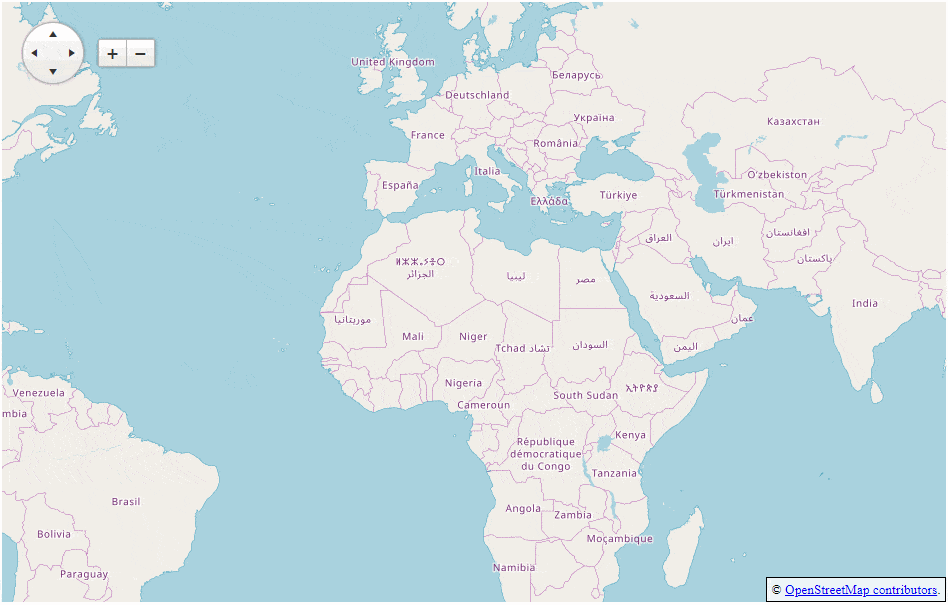 + −
United Kingdom
Беларусь
Deutschland
Україна
Казахстан
France
România
Italia
O'zbekiston
España
Türkiye
Türkmenistan
Ελλάδα
العراق
ایران
افغانستان
پاکستان
ⵍⵣⵣⴰⵢⴻⵔ
الجزائر
ليبيا
مصر
السعودية
India
موريتانيا
عمان
Mali
Niger
Tchad تشاد
السودان
اليمن
Nigeria
South Sudan
ኢትዮጵያ
Venezuela
Cameroun
mbia
Kenya
République
démocratique
du Congo
Tanzania
Brasil
Angola
Zambia
Bolivia
Moçambique
Namibia
Paraguay
© OpenStreetMap contributors.